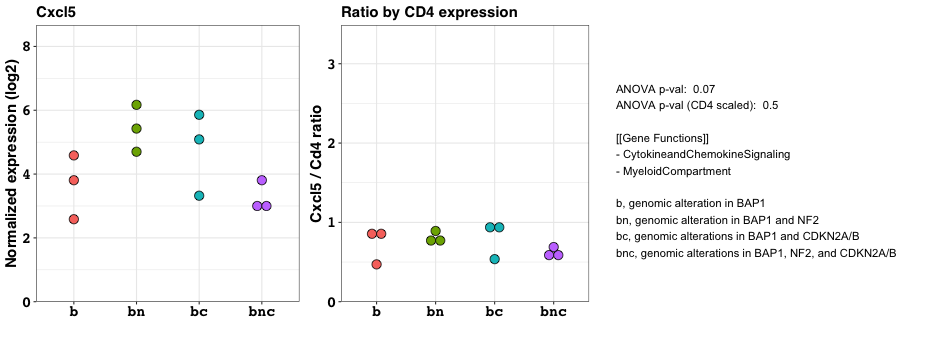 Cxcl5
Normalized expression (log2)
8
6
4
2
0
b bn bc bnc
Ratio by CD4 expression
Cxcl5 / Cd4 ratio
3
2
1
0
b bn bc bnc
ANOVA p-val: 0.07
ANOVA p-val (CD4 scaled): 0.5
[[Gene Functions]]
- CytokineandChemokineSignaling
- MyeloidCompartment
b, genomic alteration in BAP1
bn, genomic alteration in BAP1 and NF2
bc, genomic alterations in BAP1 and CDKN2A/B
bnc, genomic alterations in BAP1, NF2, and CDKN2A/B